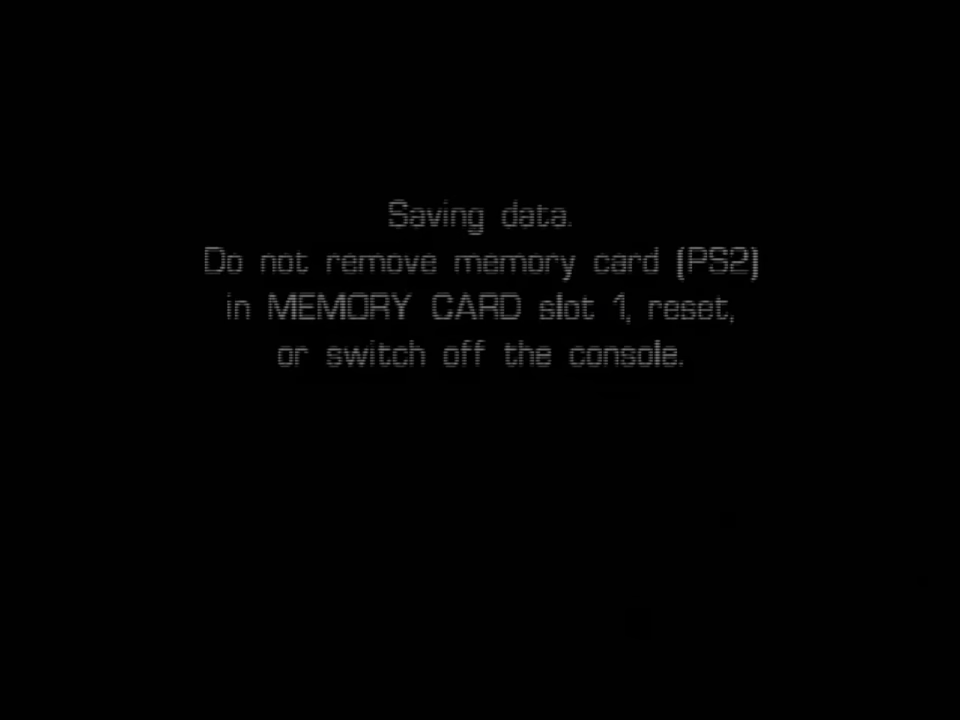 Saving data.
Do not remove memory card (PS2)
in MEMORY CARD slot 1, reset,
or switch off the console.